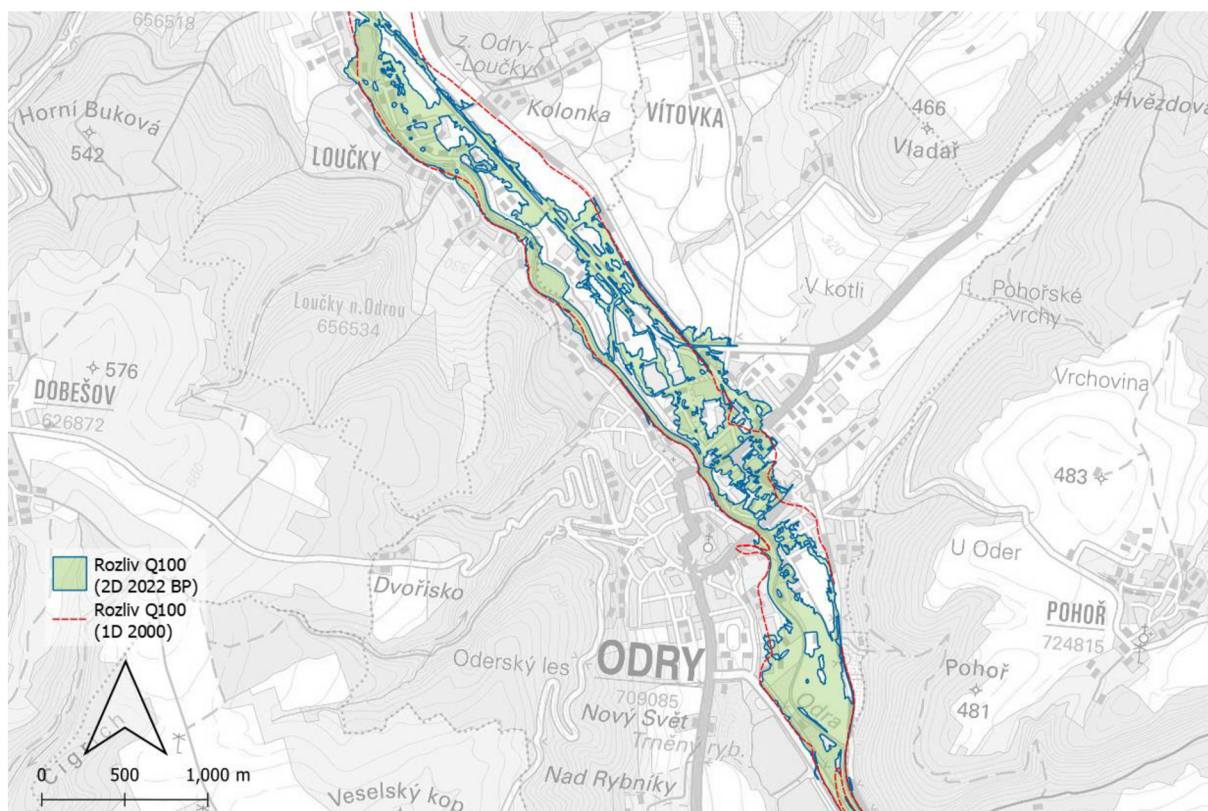 656518
z. Odry-
-Loučky
Kolonka
VÍTOVKA
466
Vladař
Hvězdova
Horní Buková
542
LOUČKY
320
V kotli
Pohořské
vrchy
330
Loučky n.Odrou
656534
576
DOBEŠOV
626872
Vrchovina
483
U Oder
POHOŘ
724815
Pohoř
481
Rozliv Q100
(2D 2022 BP)
Rozliv Q100
(1D 2000)
Dvořisko
Oderský les
ODRY
709085
Nový Svět
Trněný ryb.
Nad Rybníky
Odra
Veselský kop
0 500 1,000 m